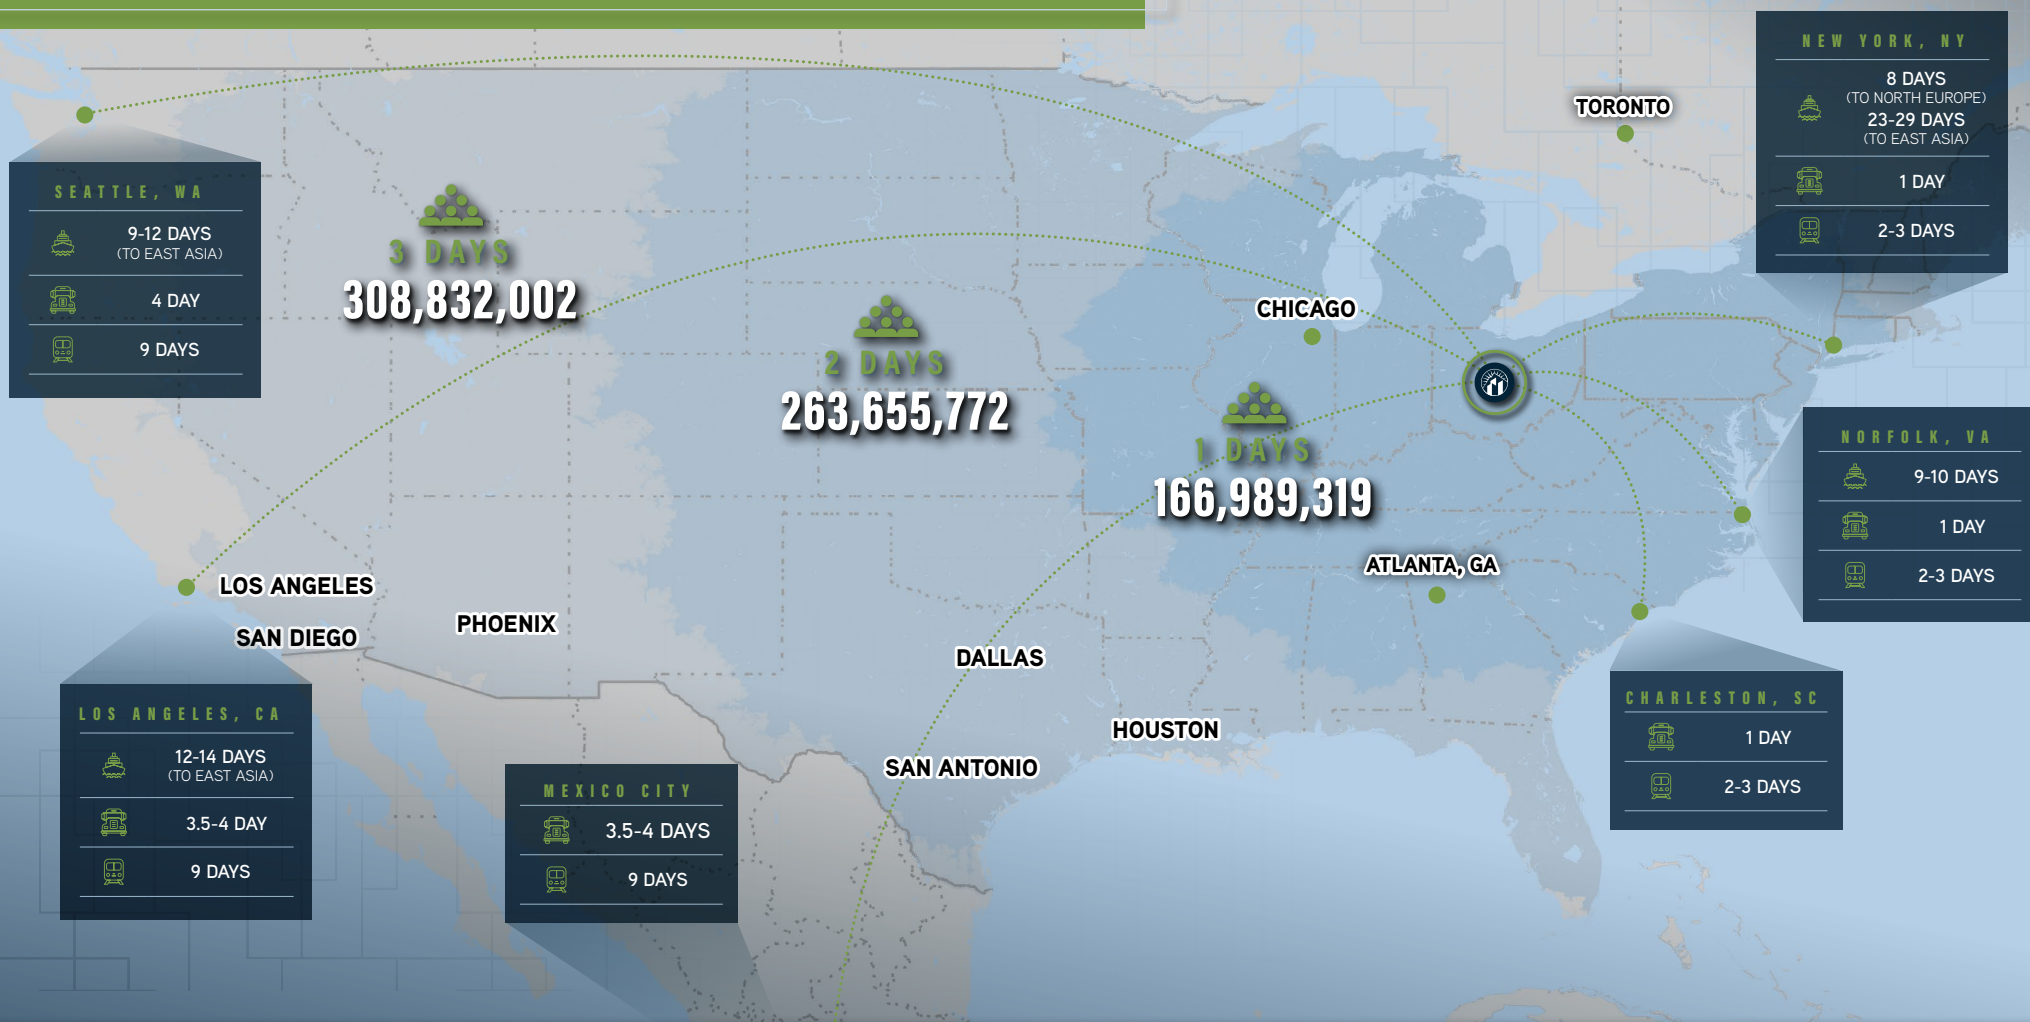 NEW YORK, NY
8 DAYS
(TO NORTH EUROPE)
23-29 DAYS
(TO EAST ASIA)
1 DAY
2-3 DAYS
TORONTO
SEATTLE, WA
9-12 DAYS
(TO EAST ASIA)
4 DAY
9 DAYS
3 DAYS
308,832,002
2 DAYS
263,655,772
CHICAGO
1 DAYS
166,989,319
NORFOLK, VA
9-10 DAYS
1 DAY
2-3 DAYS
ATLANTA, GA
LOS ANGELES
SAN DIEGO
PHOENIX
DALLAS
HOUSTON
SAN ANTONIO
CHARLESTON, SC
1 DAY
2-3 DAYS
LOS ANGELES, CA
12-14 DAYS
(TO EAST ASIA)
3.5-4 DAY
9 DAYS
MEXICO CITY
3.5-4 DAYS
9 DAYS